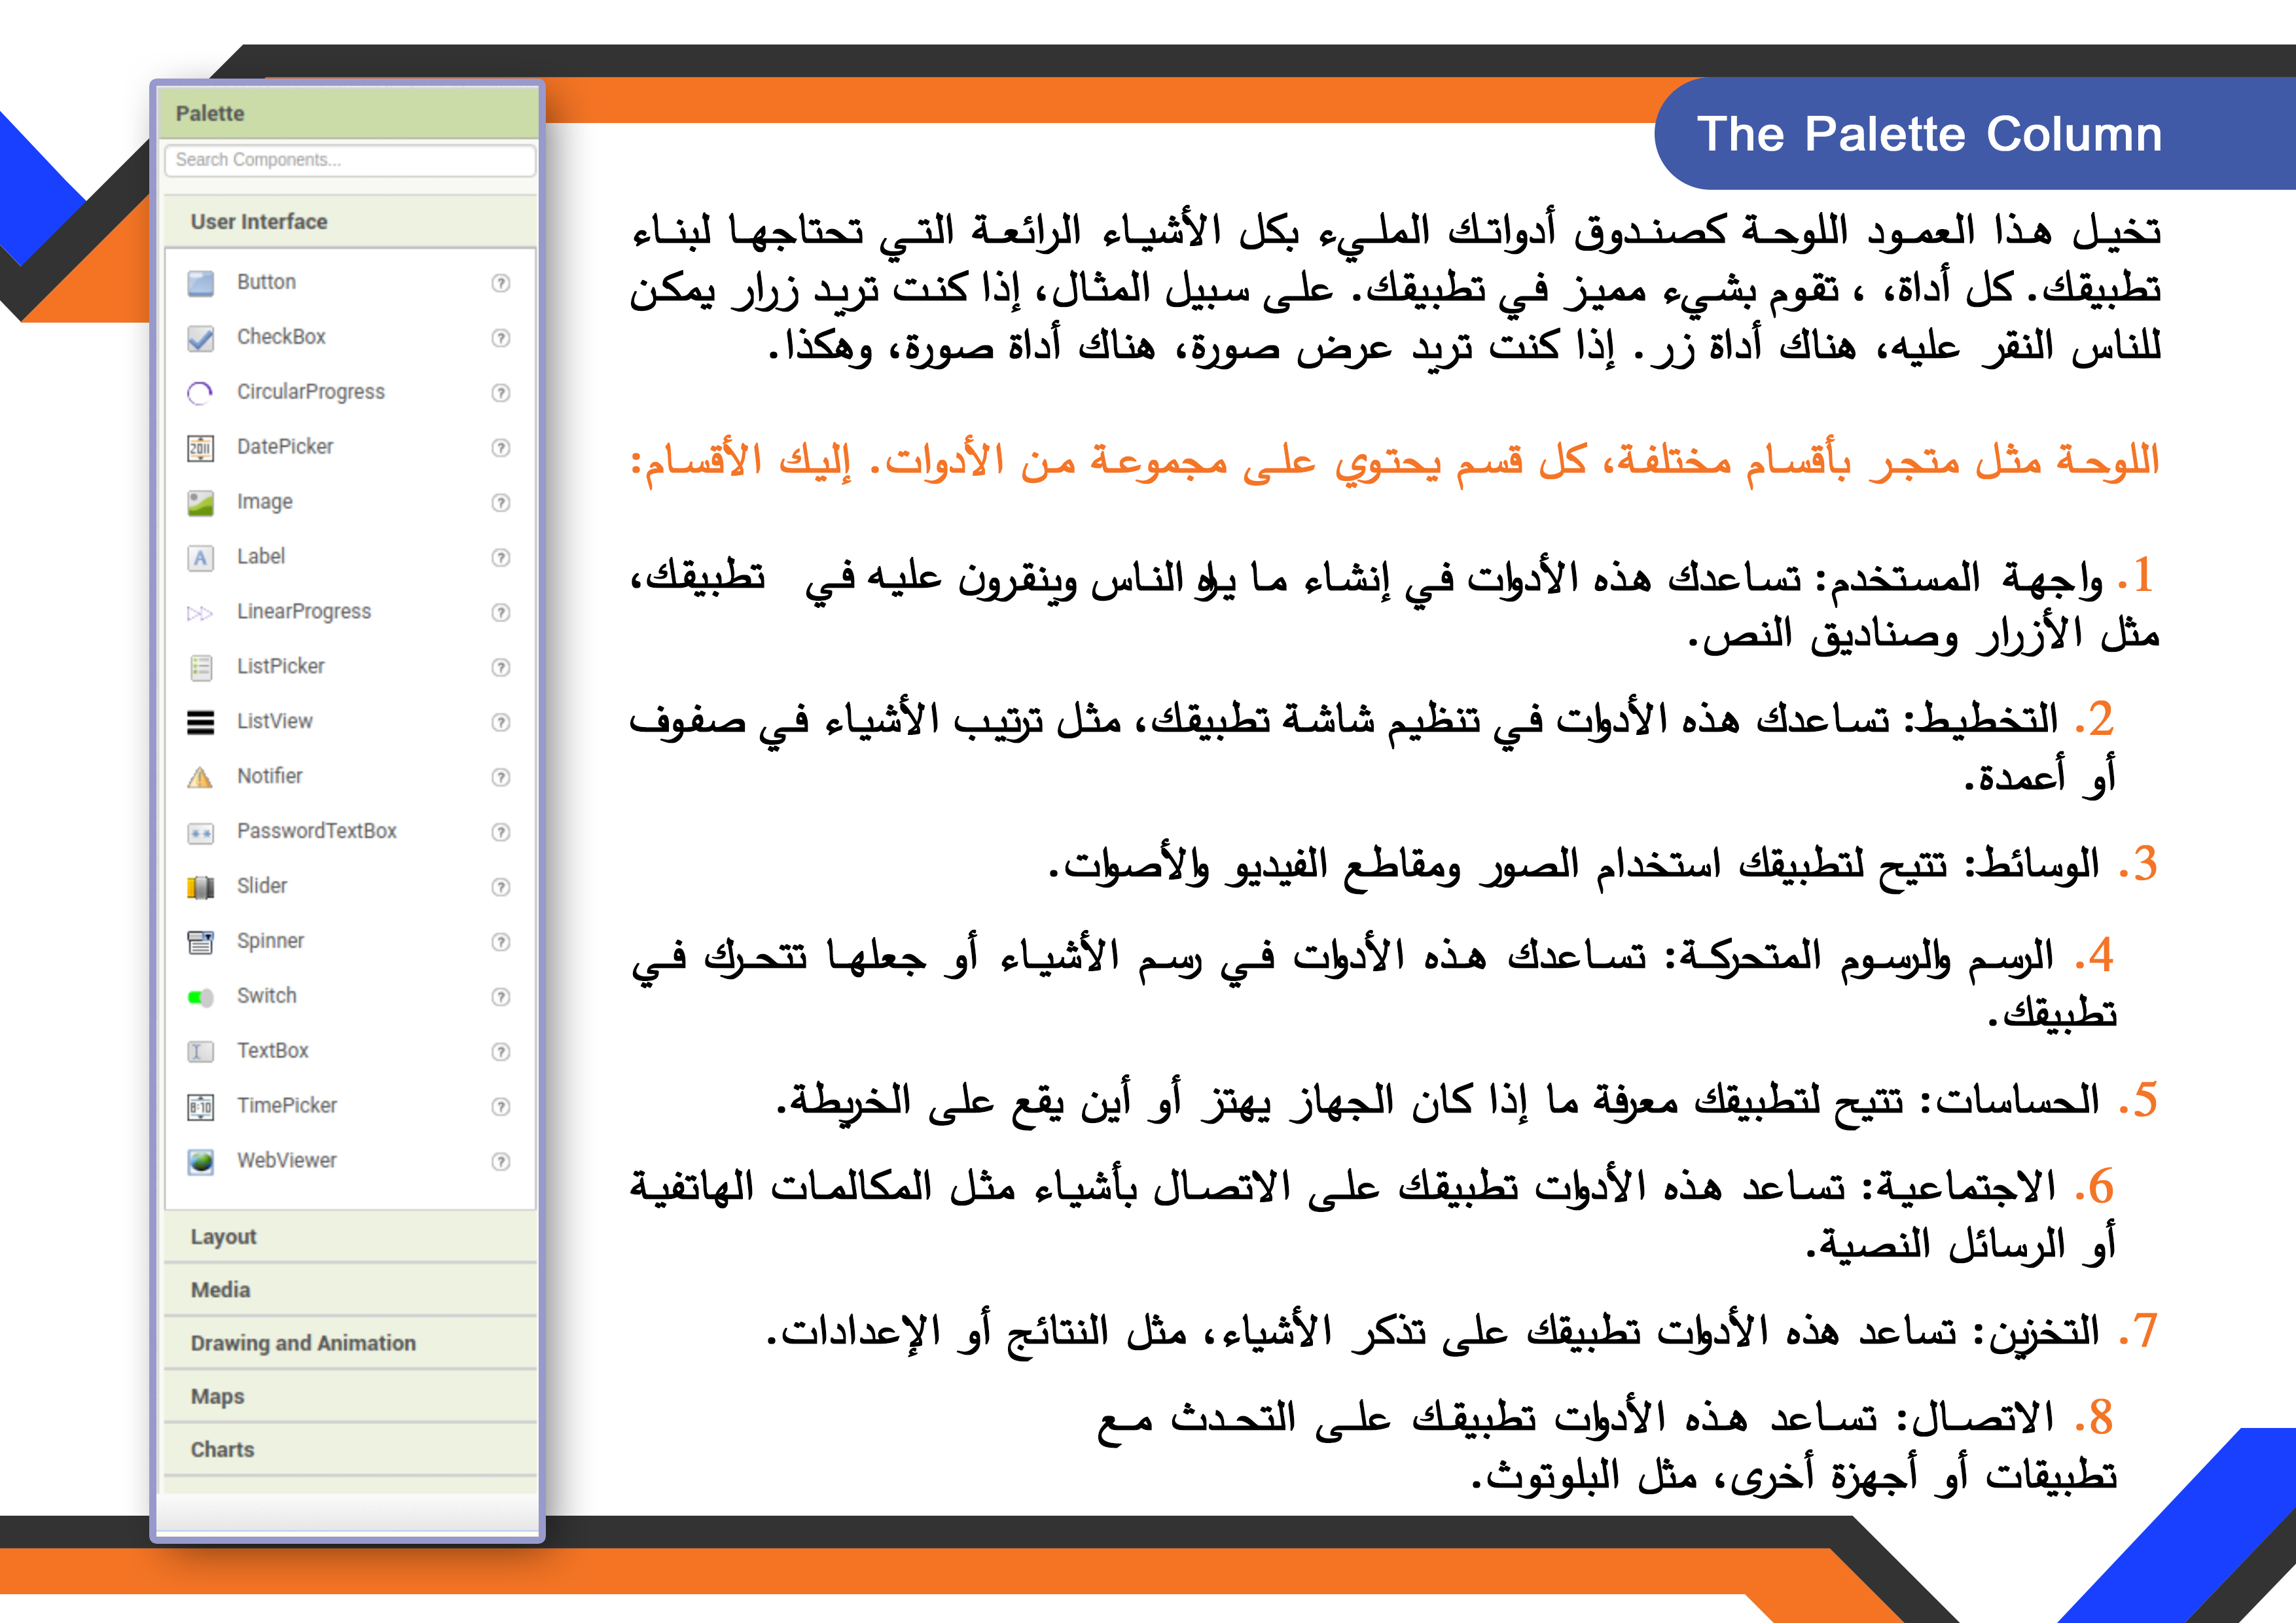 The Palette Column
تخيل هذا العمود اللوحة كصندوق أدواتك المليء بكل الأشياء الرائعة التي تحتاجها لبناء
تطبيقك. كل أداة، ، تقوم بشيء مميز في تطبيقك. على سبيل المثال، إذا كنت تريد زرار يمكن
للناس النقر عليه، هناك أداة زر. إذا كنت تريد عرض صورة، هناك أداة صورة، وهكذا.
اللوحة مثل متجر بأقسام مختلفة، كل قسم يحتوي على مجموعة من الأدوات. إليك الأقسام:
1. واجهة المستخدم: تساعدك هذه الأدوات في إنشاء ما يراه الناس وينقرون عليه في تطبيقك،
مثل الأزرار وصناديق النص.
2. التخطيط: تساعدك هذه الأدوات في تنظيم شاشة تطبيقك، مثل ترتيب الأشياء في صفوف
أو أعمدة.
3. الوسائط: تتيح لتطبيقك استخدام الصور ومقاطع الفيديو والأصوات.
4. الرسم والرسوم المتحركة: تساعدك هذه الأدوات في رسم الأشياء أو جعلها تتحرك في
تطبيقك.
5. الحساسات: تتيح لتطبيقك معرفة ما إذا كان الجهاز يهتز أو أين يقع على الخريطة.
6. الاجتماعية: تساعد هذه الأدوات تطبيقك على الاتصال بأشياء مثل المكالمات الهاتفية
أو الرسائل النصية.
7. التخزين: تساعد هذه الأدوات تطبيقك على تذكر الأشياء، مثل النتائج أو الإعدادات.
8. الاتصال: تساعد هذه الأدوات تطبيقك على التحدث مع
تطبيقات أو أجهزة أخرى، مثل البلوتوث.
Palette
Search Components...
User Interface
Button
CheckBox
CircularProgress
DatePicker
Image
Label
LinearProgress
ListPicker
ListView
Notifier
PasswordTextBox
Slider
Spinner
Switch
TextBox
TimePicker
WebViewer
Layout
Media
Drawing and Animation
Maps
Charts